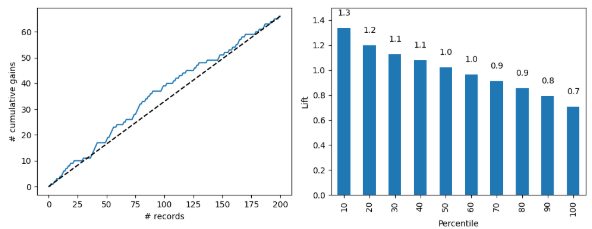 60
50
40
30
20
10
0
# cumulative gains
0 25 50 75 100 125 150 175 200
# records
1.4
1.2
1.0
0.8
0.6
0.4
0.2
0.0
Lift
1.3 1.2 1.1 1.1 1.0 1.0 0.9 0.9 0.8 0.7
10 20 30 40 50 60 70 80 90 100
Percentile